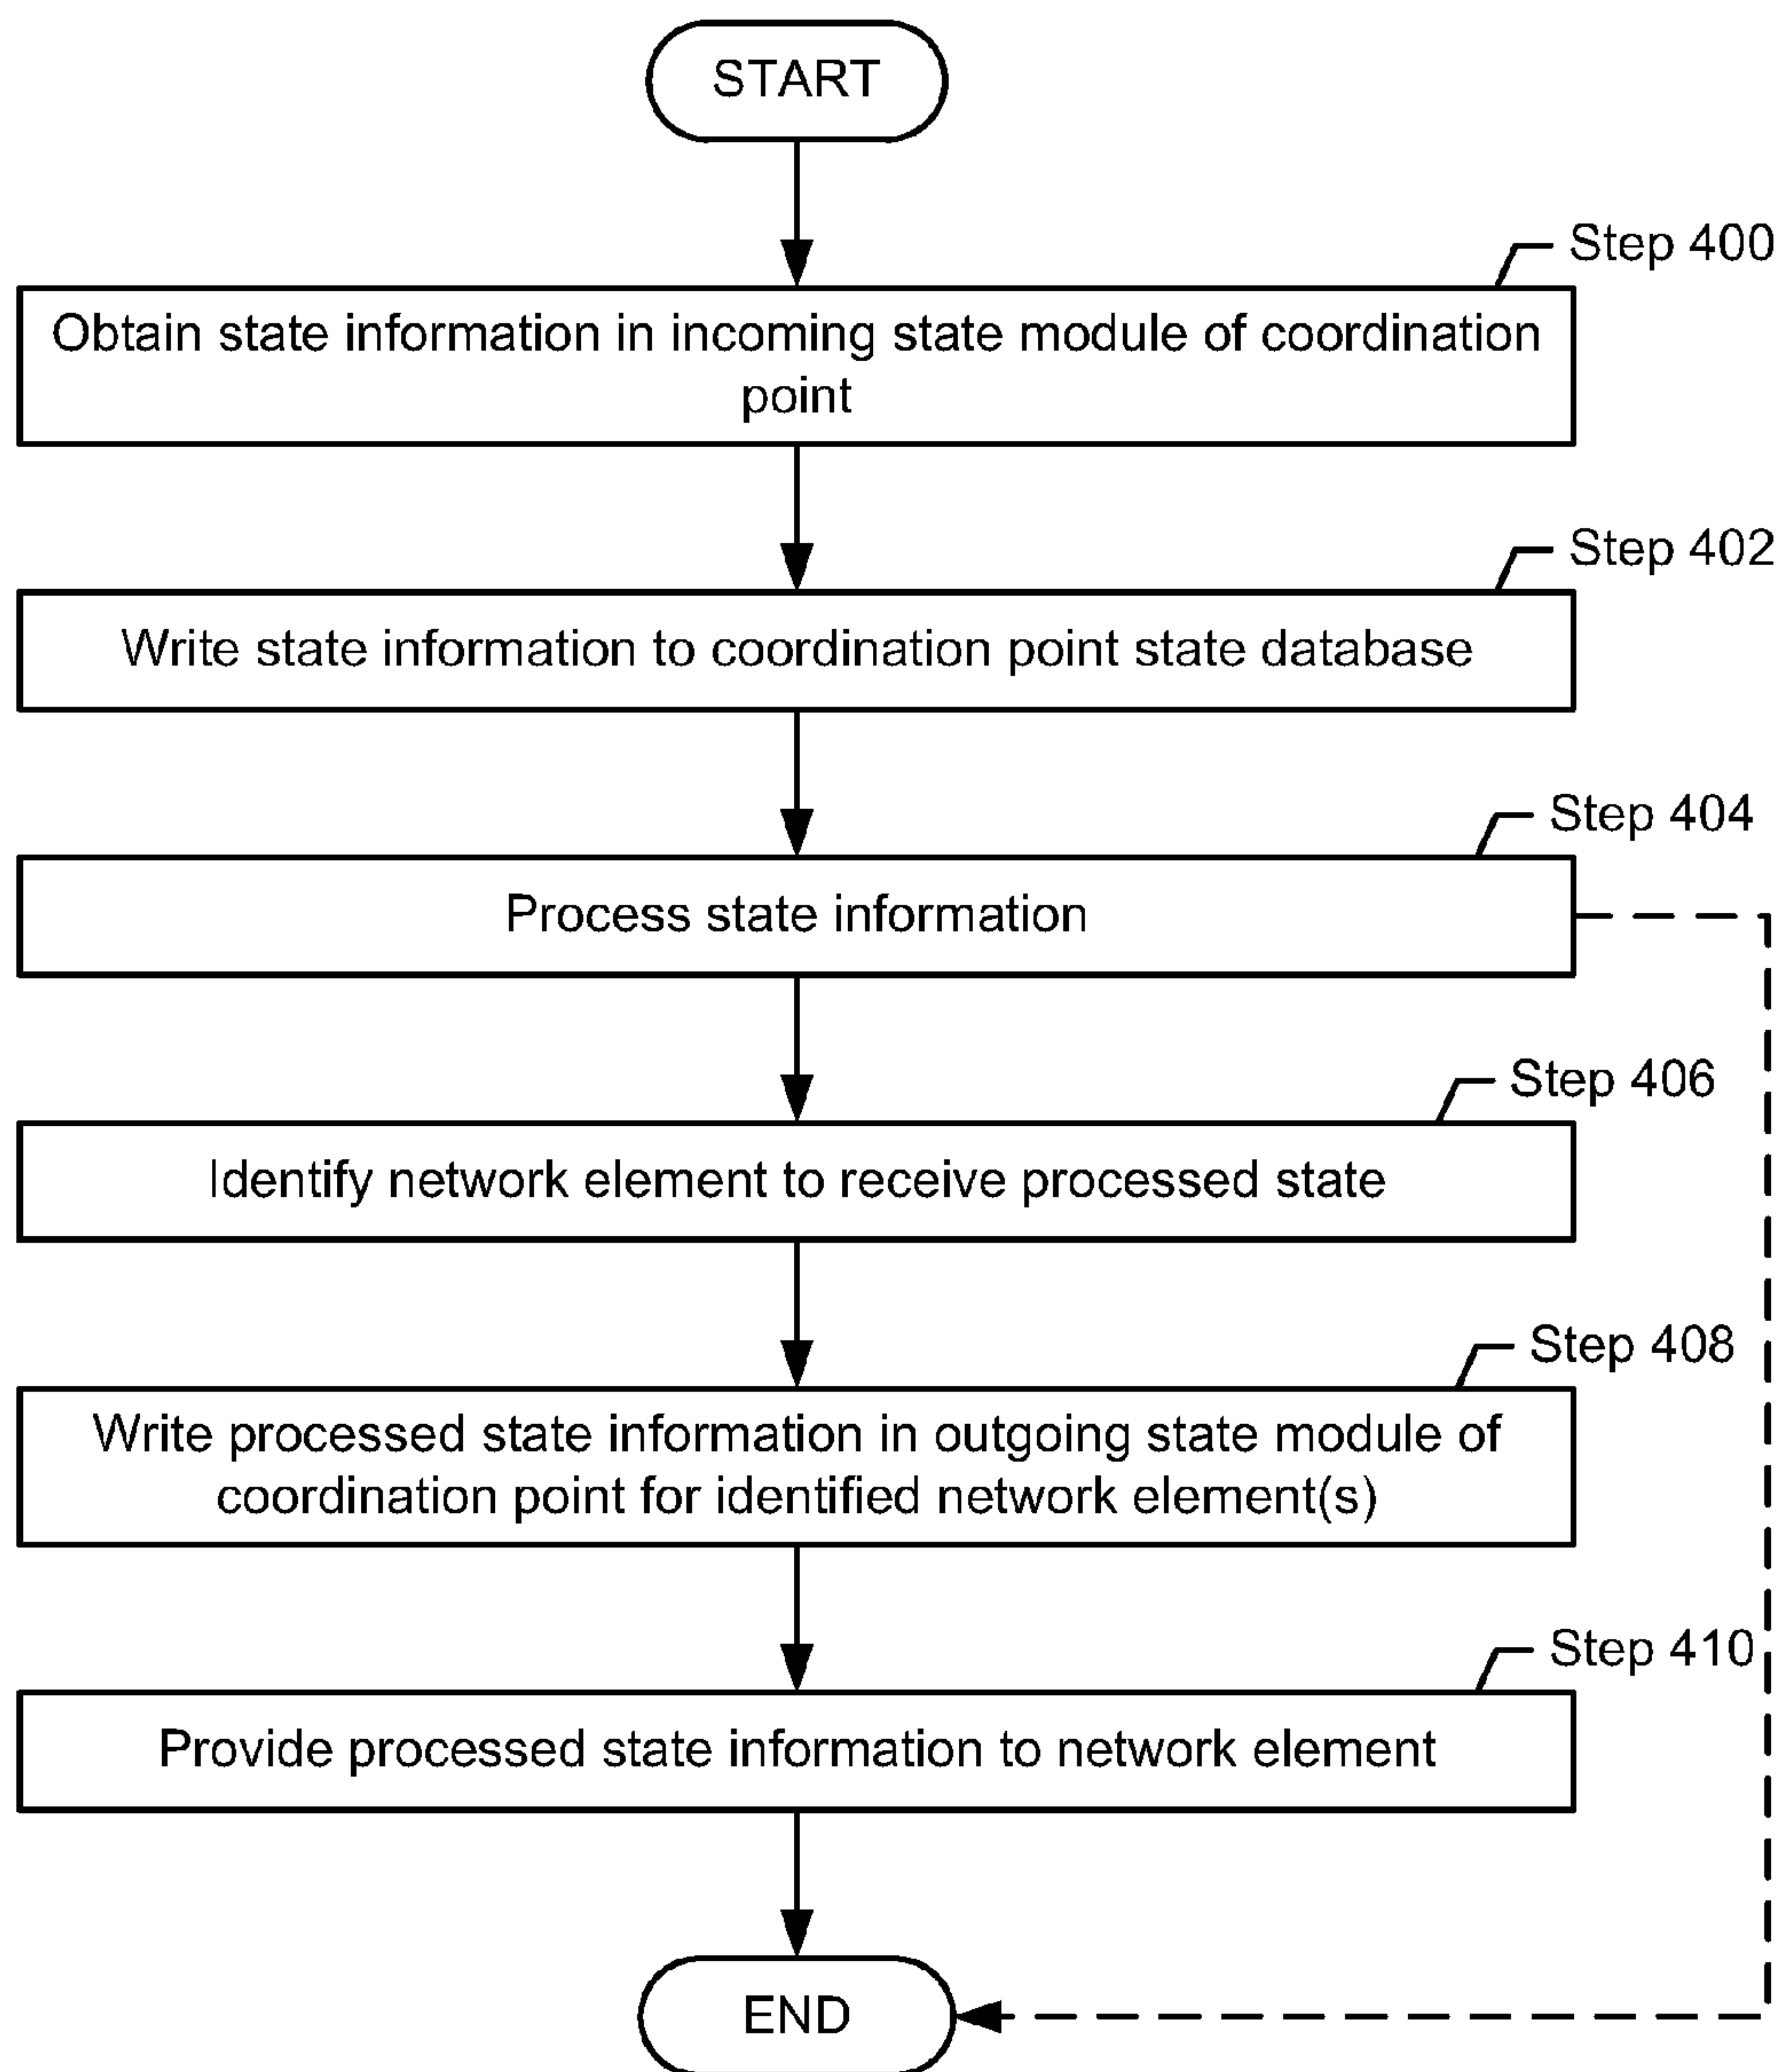 START
Step 400
Obtain state information in incoming state module of coordination
point
Step 402
Write state information to coordination point state database
Step 404
Process state information
Step 406
Identify network element to receive processed state
Step 408
Write processed state information in outgoing state module of
coordination point for identified network element(s)
Step 410
Provide processed state information to network element
END